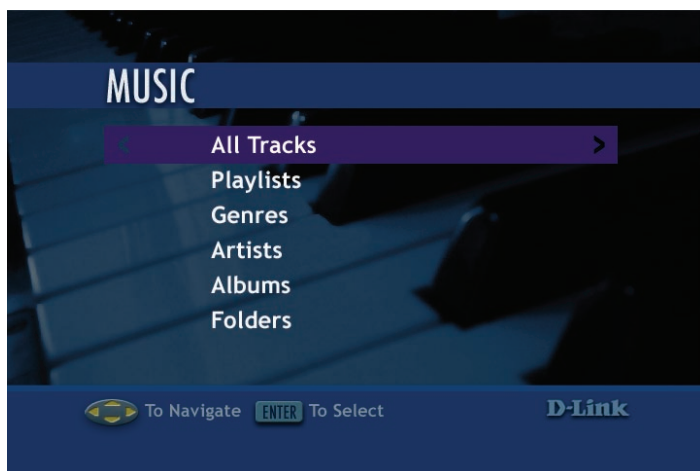 MUSIC
< All Tracks >
Playlists
Genres
Artists
Albums
Folders
To Navigate ENTER To Select D-Link